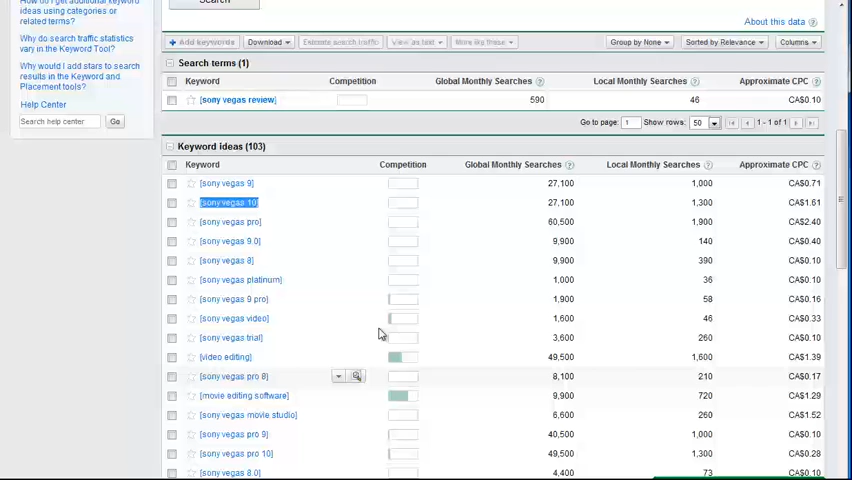 How do I get additional keyword
ideas using categories or
related terms?
Why do search traffic statistics
vary in the Keyword Tool?
Why would I add stars to search
results in the Keyword and
Placement tools?
Help Center
Search help center Go
Search
About this data
Add keywords Download Estimate search traffic View as text More like these Group by None Sorted by Relevance Columns
Search terms (1)
Keyword Competition Global Monthly Searches Local Monthly Searches Approximate CPC
[sony vegas review] 590 46 CA$0.10
Go to page: 1 Show rows: 50 1 - 1 of 1
Keyword ideas (103)
Keyword Competition Global Monthly Searches Local Monthly Searches Approximate CPC
[sony vegas 9] 27,100 1,000 CA$0.71
[sony vegas 10] 27,100 1,300 CA$1.61
[sony vegas pro] 60,500 1,900 CA$2.40
[sony vegas 9.0] 9,900 140 CA$0.40
[sony vegas 8] 9,900 390 CA$0.10
[sony vegas platinum] 1,000 36 CA$0.10
[sony vegas 9 pro] 1,900 58 CA$0.16
[sony vegas video] 1,600 46 CA$0.33
[sony vegas trial] 3,600 260 CA$0.10
[video editing] 49,500 1,600 CA$1.39
[sony vegas pro 8] 8,100 210 CA$0.17
[movie editing software] 9,900 720 CA$1.29
[sony vegas movie studio] 6,600 260 CA$1.52
[sony vegas pro 9] 40,500 1,000 CA$0.10
[sony vegas pro 10] 49,500 1,300 CA$0.28
[sony vegas 8.0] 4,400 73 CA$0.10